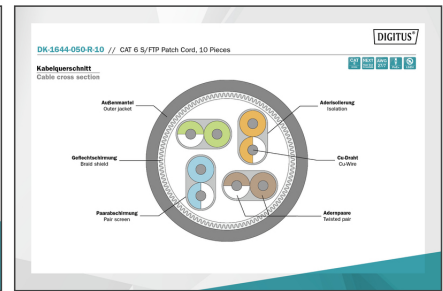 DIGITUS®
DK-1644-050-R-10 // CAT 6 S/FTP Patch Cord, 10 Pieces
Kabelquerschnitt
Cable cross section
Außenmantel
Outer jacket
Aderisolierung
Isolation
Geflechtschirmung
Braid shield
Cu-Draht
Cu-Wire
Paarabschirmung
Pair screen
Adernpaare
Twisted pair